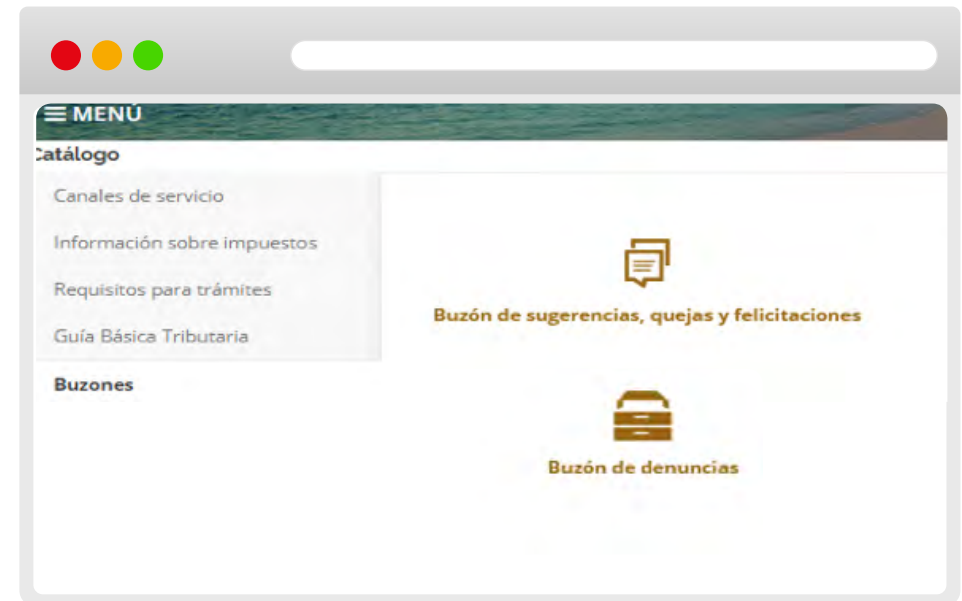 MENÚ
Catálogo
Canales de servicio
Información sobre impuestos
Requisitos para trámites
Guía Básica Tributaria
Buzones
Buzón de sugerencias, quejas y felicitaciones
Buzón de denuncias